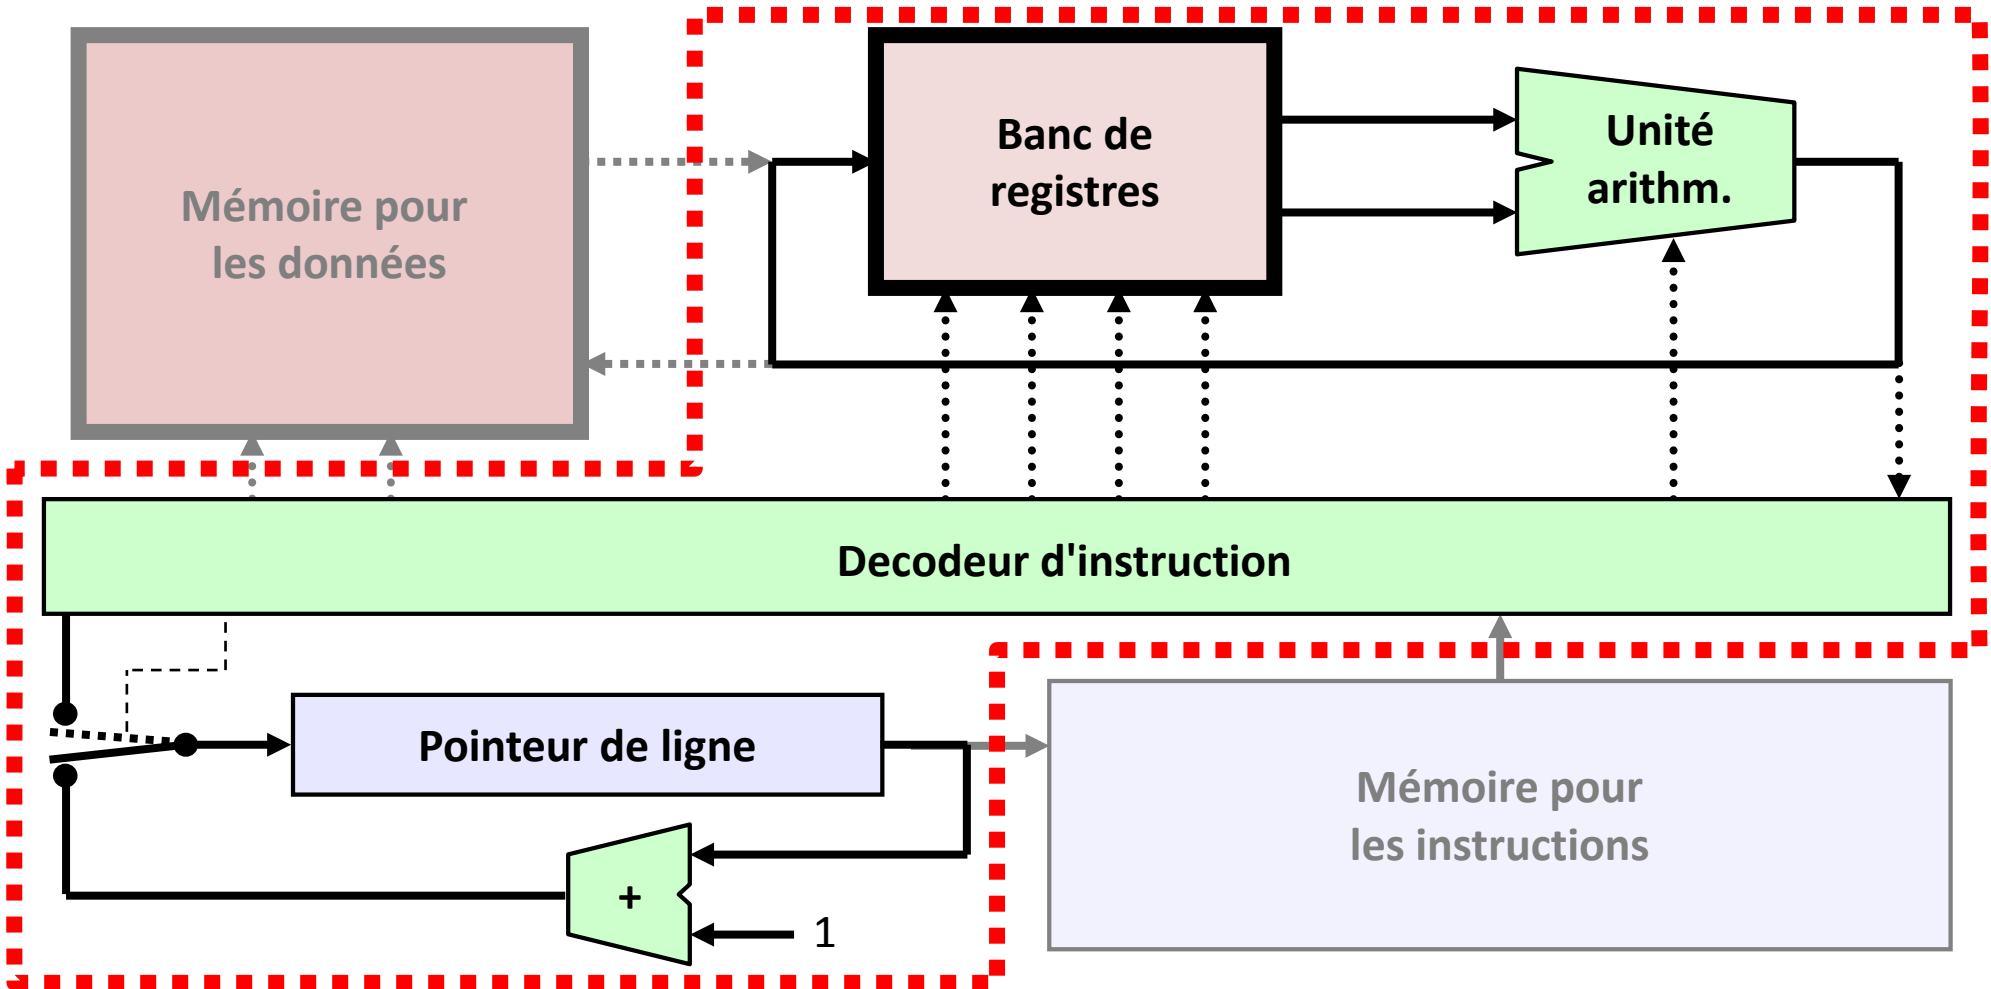 Mémoire pour
les données
Banc de
registres
Unité
arithm.
Decodeur d'instruction
Pointeur de ligne
+
1
Mémoire pour
les instructions